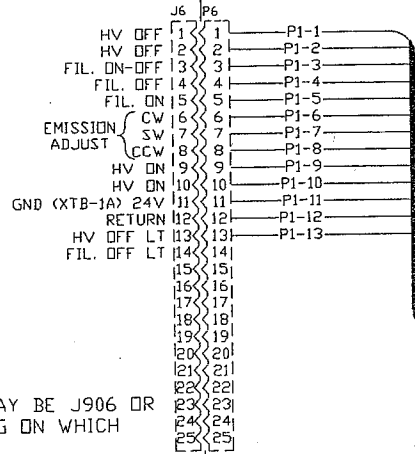 J6 P6
HV OFF 1 1 P1-1
HV OFF 2 2 P1-2
FIL. ON-OFF 3 3 P1-3
FIL. OFF 4 4 P1-4
FIL. ON 5 5 P1-5
EMISSION ADJUST
CW 6 6 P1-6
SW 7 7 P1-7
CCW 8 8 P1-8
HV ON 9 9 P1-9
HV ON 10 10 P1-10
GND (XTB-1A) 24V 11 11 P1-11
RETURN 12 12 P1-12
HV OFF LT 13 13 P1-13
FIL. OFF LT 14 14
15 15
16 16
17 17
18 18
19 19
20 20
21 21
22 22
AY BE J906 OR 23 23
G ON WHICH 24 24
25 25